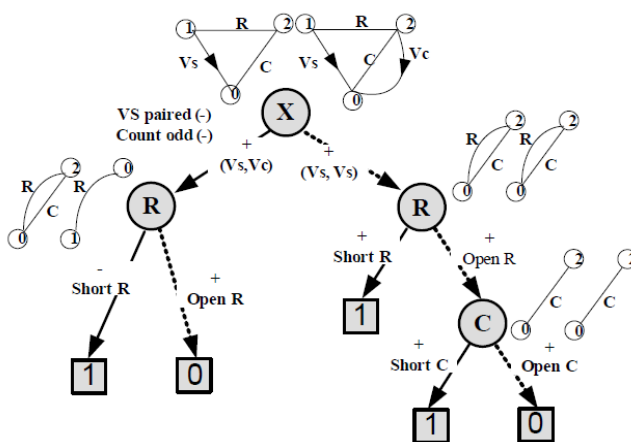 1 R 2 1 R 2
Vs C Vs C Vc
0 0
X
VS paired (-)
Count odd (-)
+ +
(Vs,Vc) (Vs, Vs)
2 0 2 2
R C R R C R C
0 1 0 0
R R
- + + +
Short R Open R Short R Open R
2 2
C C
0 0
1 C
+ +
Short C Open C
1 0 1 0